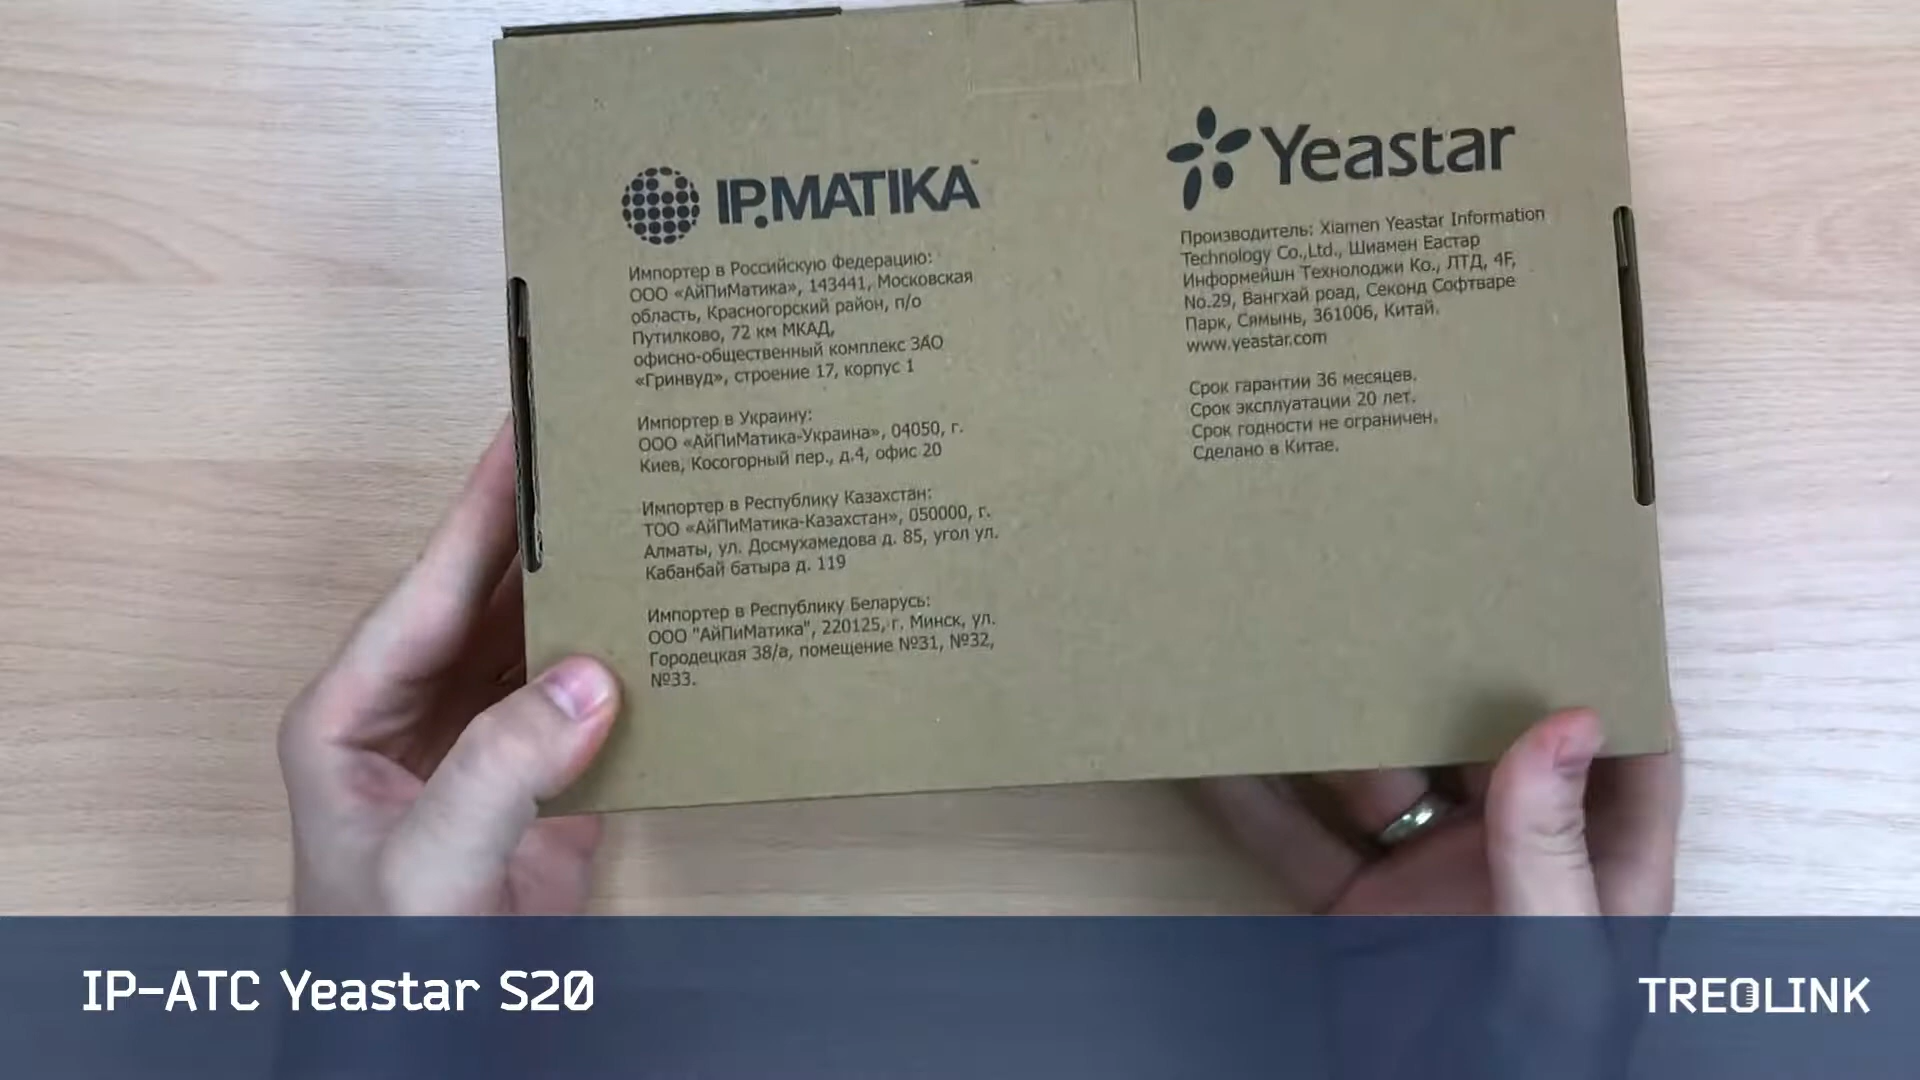 IP.MATIKA™
Импортер в Российскую Федерацию:
ООО «АйПиМатика», 143441, Московская
область, Красногорский район, п/о
Путилково, 72 км МКАД,
офисно-общественный комплекс ЗАО
«Гринвуд», строение 17, корпус 1
Импортер в Украину:
ООО «АйПиМатика-Украина», 04050, г.
Киев, Косогорный пер., д.4, офис 20
Импортер в Республику Казахстан:
ТОО «АйПиМатика-Казахстан», 050000, г.
Алматы, ул. Досмухамедова д. 85, угол ул.
Кабанбай батыра д. 119
Импортер в Республику Беларусь:
ООО "АйПиМатика", 220125, г. Минск, ул.
Городецкая 38/а, помещение №31, №32,
№33.
Yeastar
Производитель: Xiamen Yeastar Information
Technology Co.,Ltd., Шиамен Еастар
Информейшн Технолоджи Ко., ЛТД, 4F,
No.29, Вангхай роад, Секонд Софтваре
Парк, Сямынь, 361006, Китай.
www.yeastar.com
Срок гарантии 36 месяцев.
Срок эксплуатации 20 лет.
Срок годности не ограничен.
Сделано в Китае.
IP-АТС Yeastar S20
TREOLINK